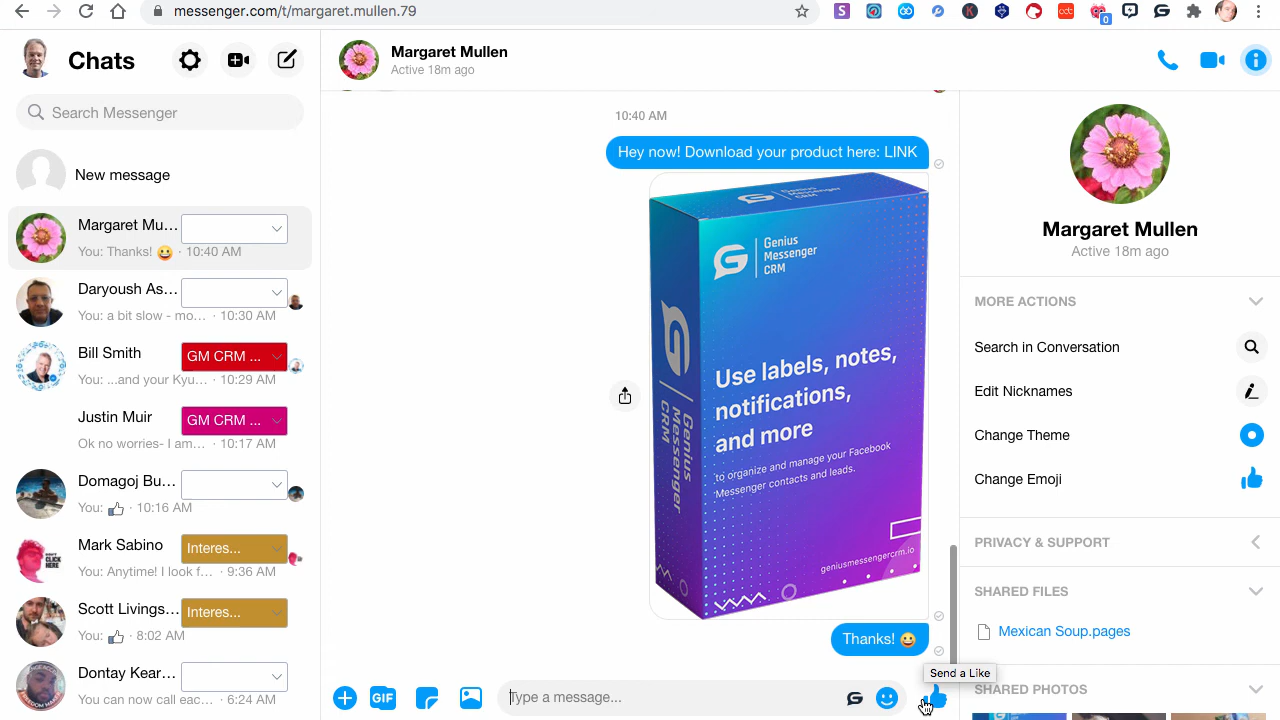 messenger.com/t/margaret.mullen.79
S
K
0
Chats
Search Messenger
New message
Margaret Mu...
You: Thanks! 😀 · 10:40 AM
Daryoush As...
You: a bit slow - mo... · 10:30 AM
Bill Smith
GM CRM ...
You: ...and your Kyu... · 10:29 AM
Justin Muir
GM CRM ...
Ok no worries- I am... · 10:17 AM
Domagoj Bu...
You: 👍 · 10:16 AM
Mark Sabino
Interes...
You: Anytime! I look f... · 9:36 AM
Scott Livings...
Interes...
You: 👍 · 8:02 AM
Dontay Kear...
You can now call eac... · 6:24 AM
Margaret Mullen
Active 18m ago
10:40 AM
Hey now! Download your product here: LINK
Genius
Messenger
CRM
Genius
Messenger
CRM
Genius
Messenger
CRM
Use labels, notes,
notifications,
and more
to organize and manage your Facebook
Messenger contacts and leads.
geniusmessengercrm.io
Thanks! 😀
Send a Like
GIF
Type a message...
Margaret Mullen
Active 18m ago
MORE ACTIONS
Search in Conversation
Edit Nicknames
Change Theme
Change Emoji
PRIVACY & SUPPORT
SHARED FILES
Mexican Soup.pages
SHARED PHOTOS